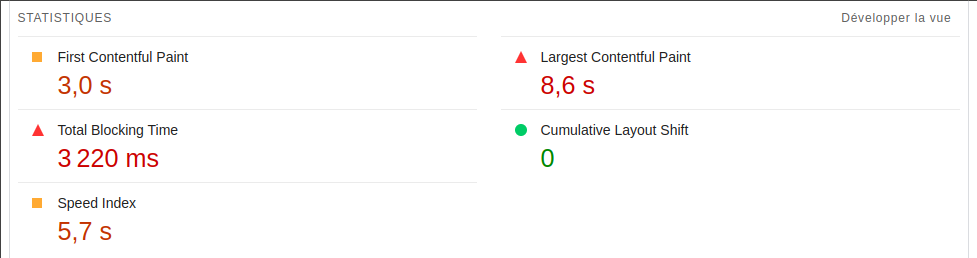 STATISTIQUES
Développer la vue
First Contentful Paint
3,0 s
Largest Contentful Paint
8,6 s
Total Blocking Time
3 220 ms
Cumulative Layout Shift
0
Speed Index
5,7 s